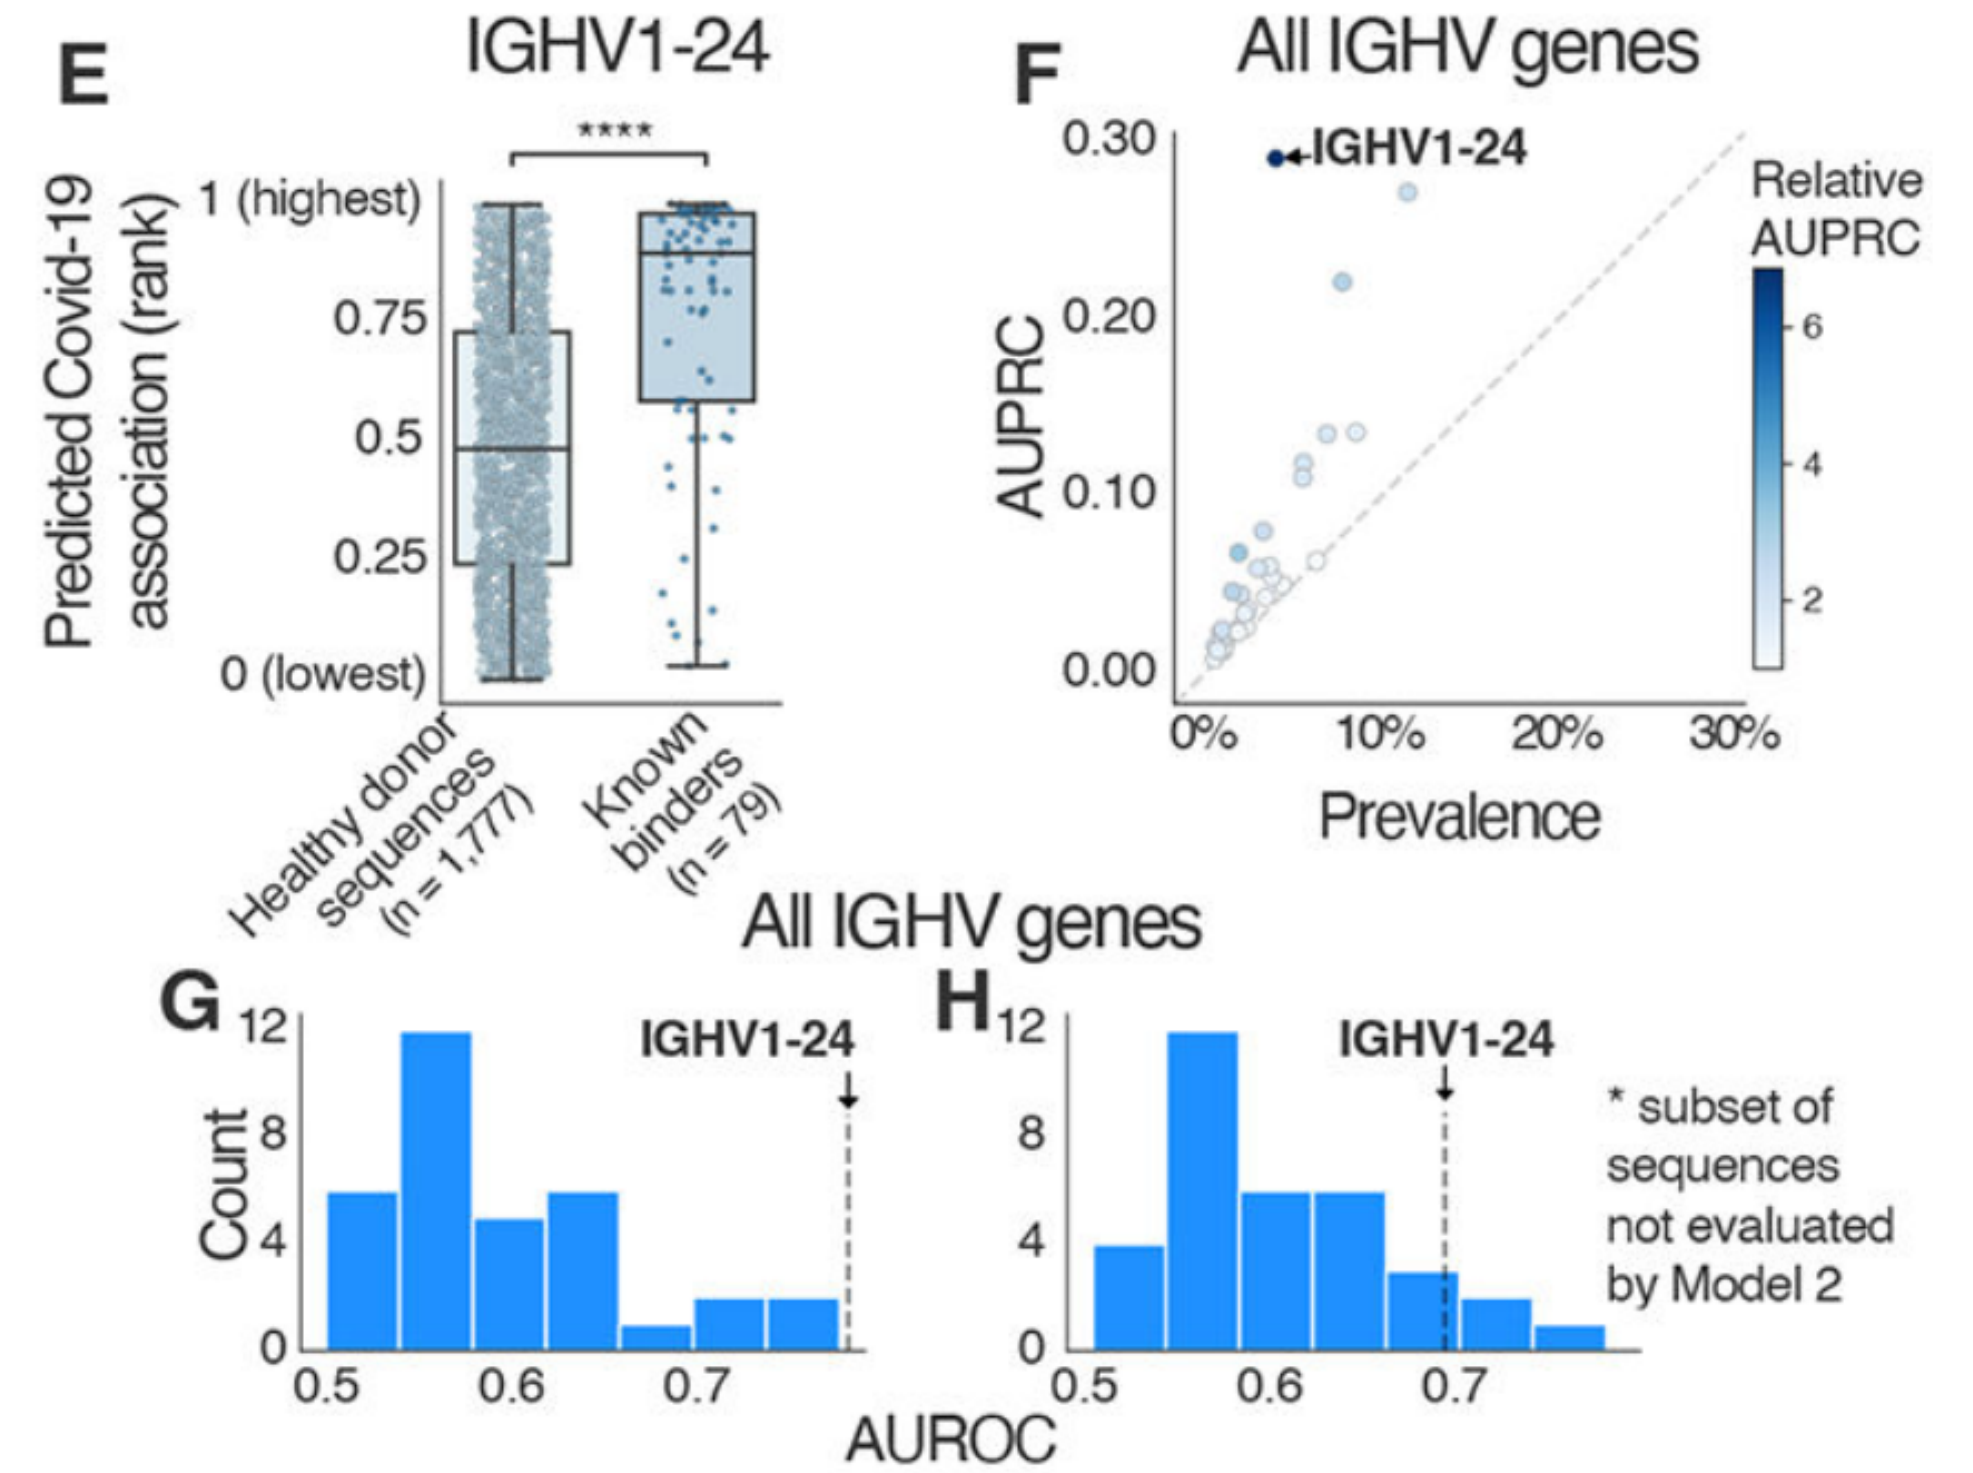 E
IGHV1-24
****
Predicted Covid-19
association (rank)
1 (highest)
0.75
0.5
0.25
0 (lowest)
Healthy donor
sequences
(n = 1,777)
Known
binders
(n = 79)
F
All IGHV genes
AUPRC
0.30
0.20
0.10
0.00
IGHV1-24
0% 10% 20% 30%
Prevalence
Relative
AUPRC
6
4
2
All IGHV genes
G
Count
12
8
4
0
IGHV1-24
0.5 0.6 0.7
H
12
8
4
0
IGHV1-24
0.5 0.6 0.7
* subset of
sequences
not evaluated
by Model 2
AUROC